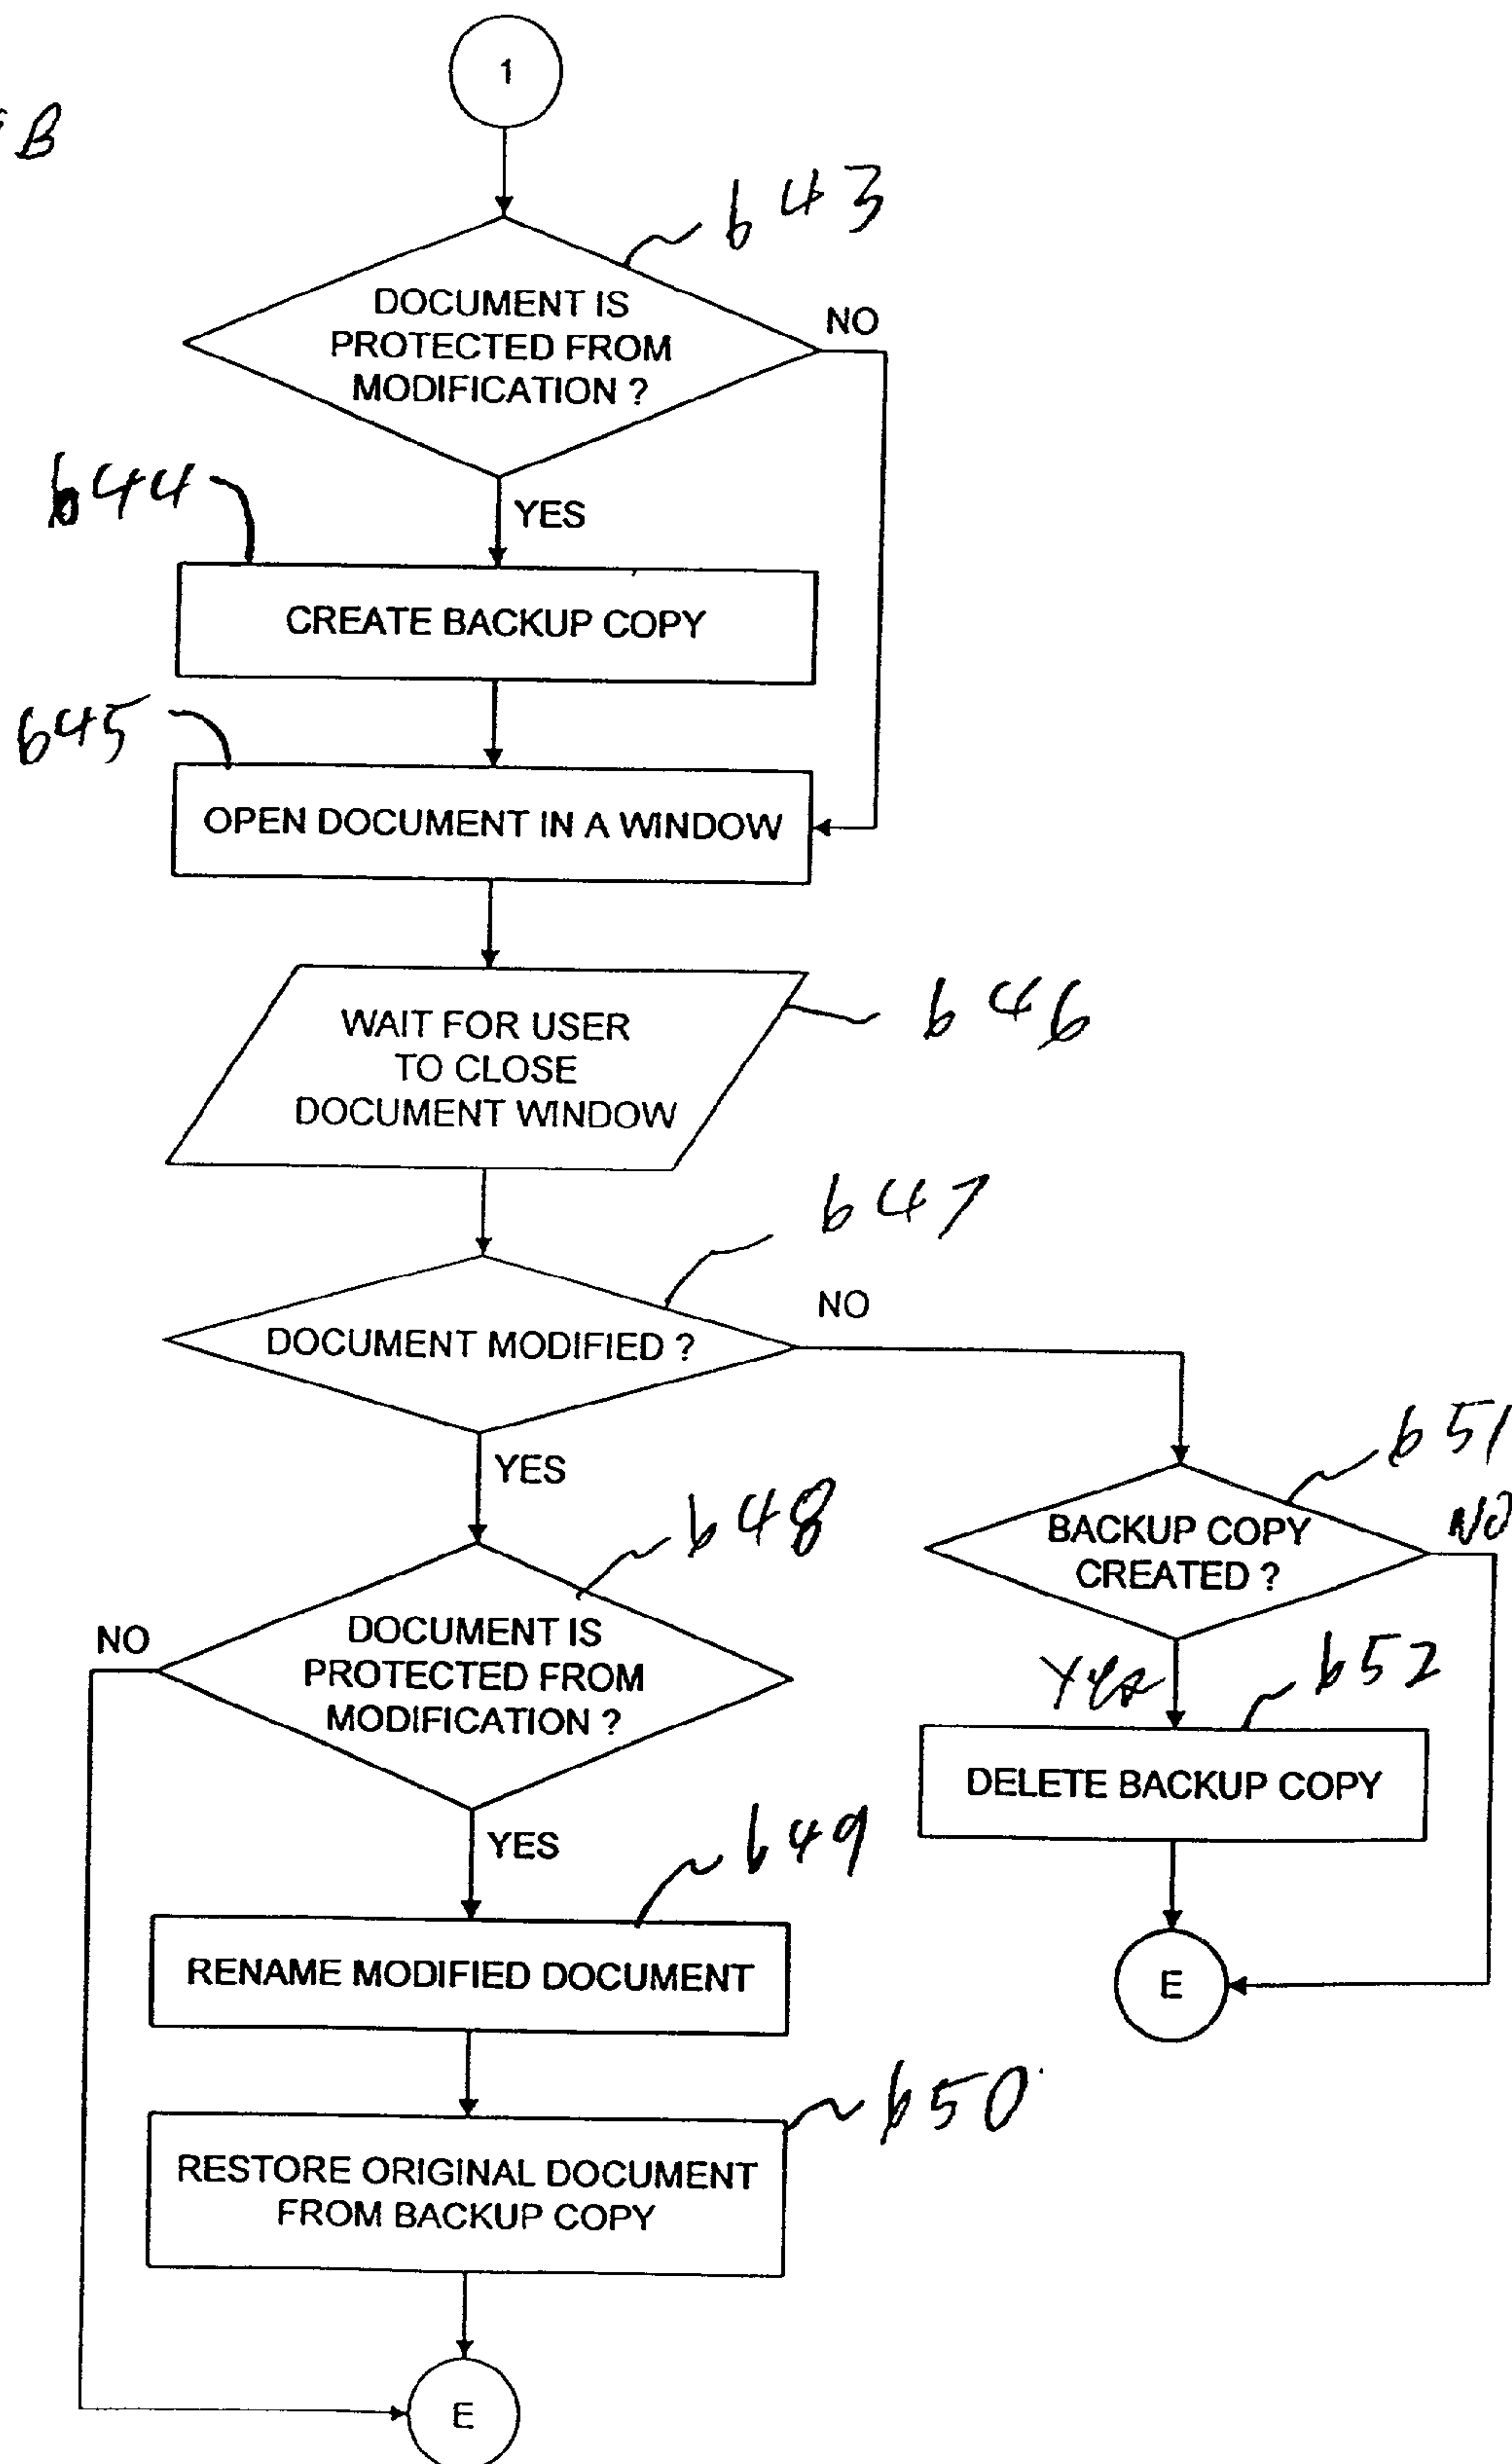 B
1
643
DOCUMENT IS
PROTECTED FROM
MODIFICATION ?
NO
644
YES
CREATE BACKUP COPY
645
OPEN DOCUMENT IN A WINDOW
WAIT FOR USER
TO CLOSE
DOCUMENT WINDOW
646
647
DOCUMENT MODIFIED ?
NO
YES
648
DOCUMENT IS
PROTECTED FROM
MODIFICATION ?
NO
YES
649
RENAME MODIFIED DOCUMENT
650
RESTORE ORIGINAL DOCUMENT
FROM BACKUP COPY
E
651
BACKUP COPY
CREATED ?
NO
Yes
652
DELETE BACKUP COPY
E